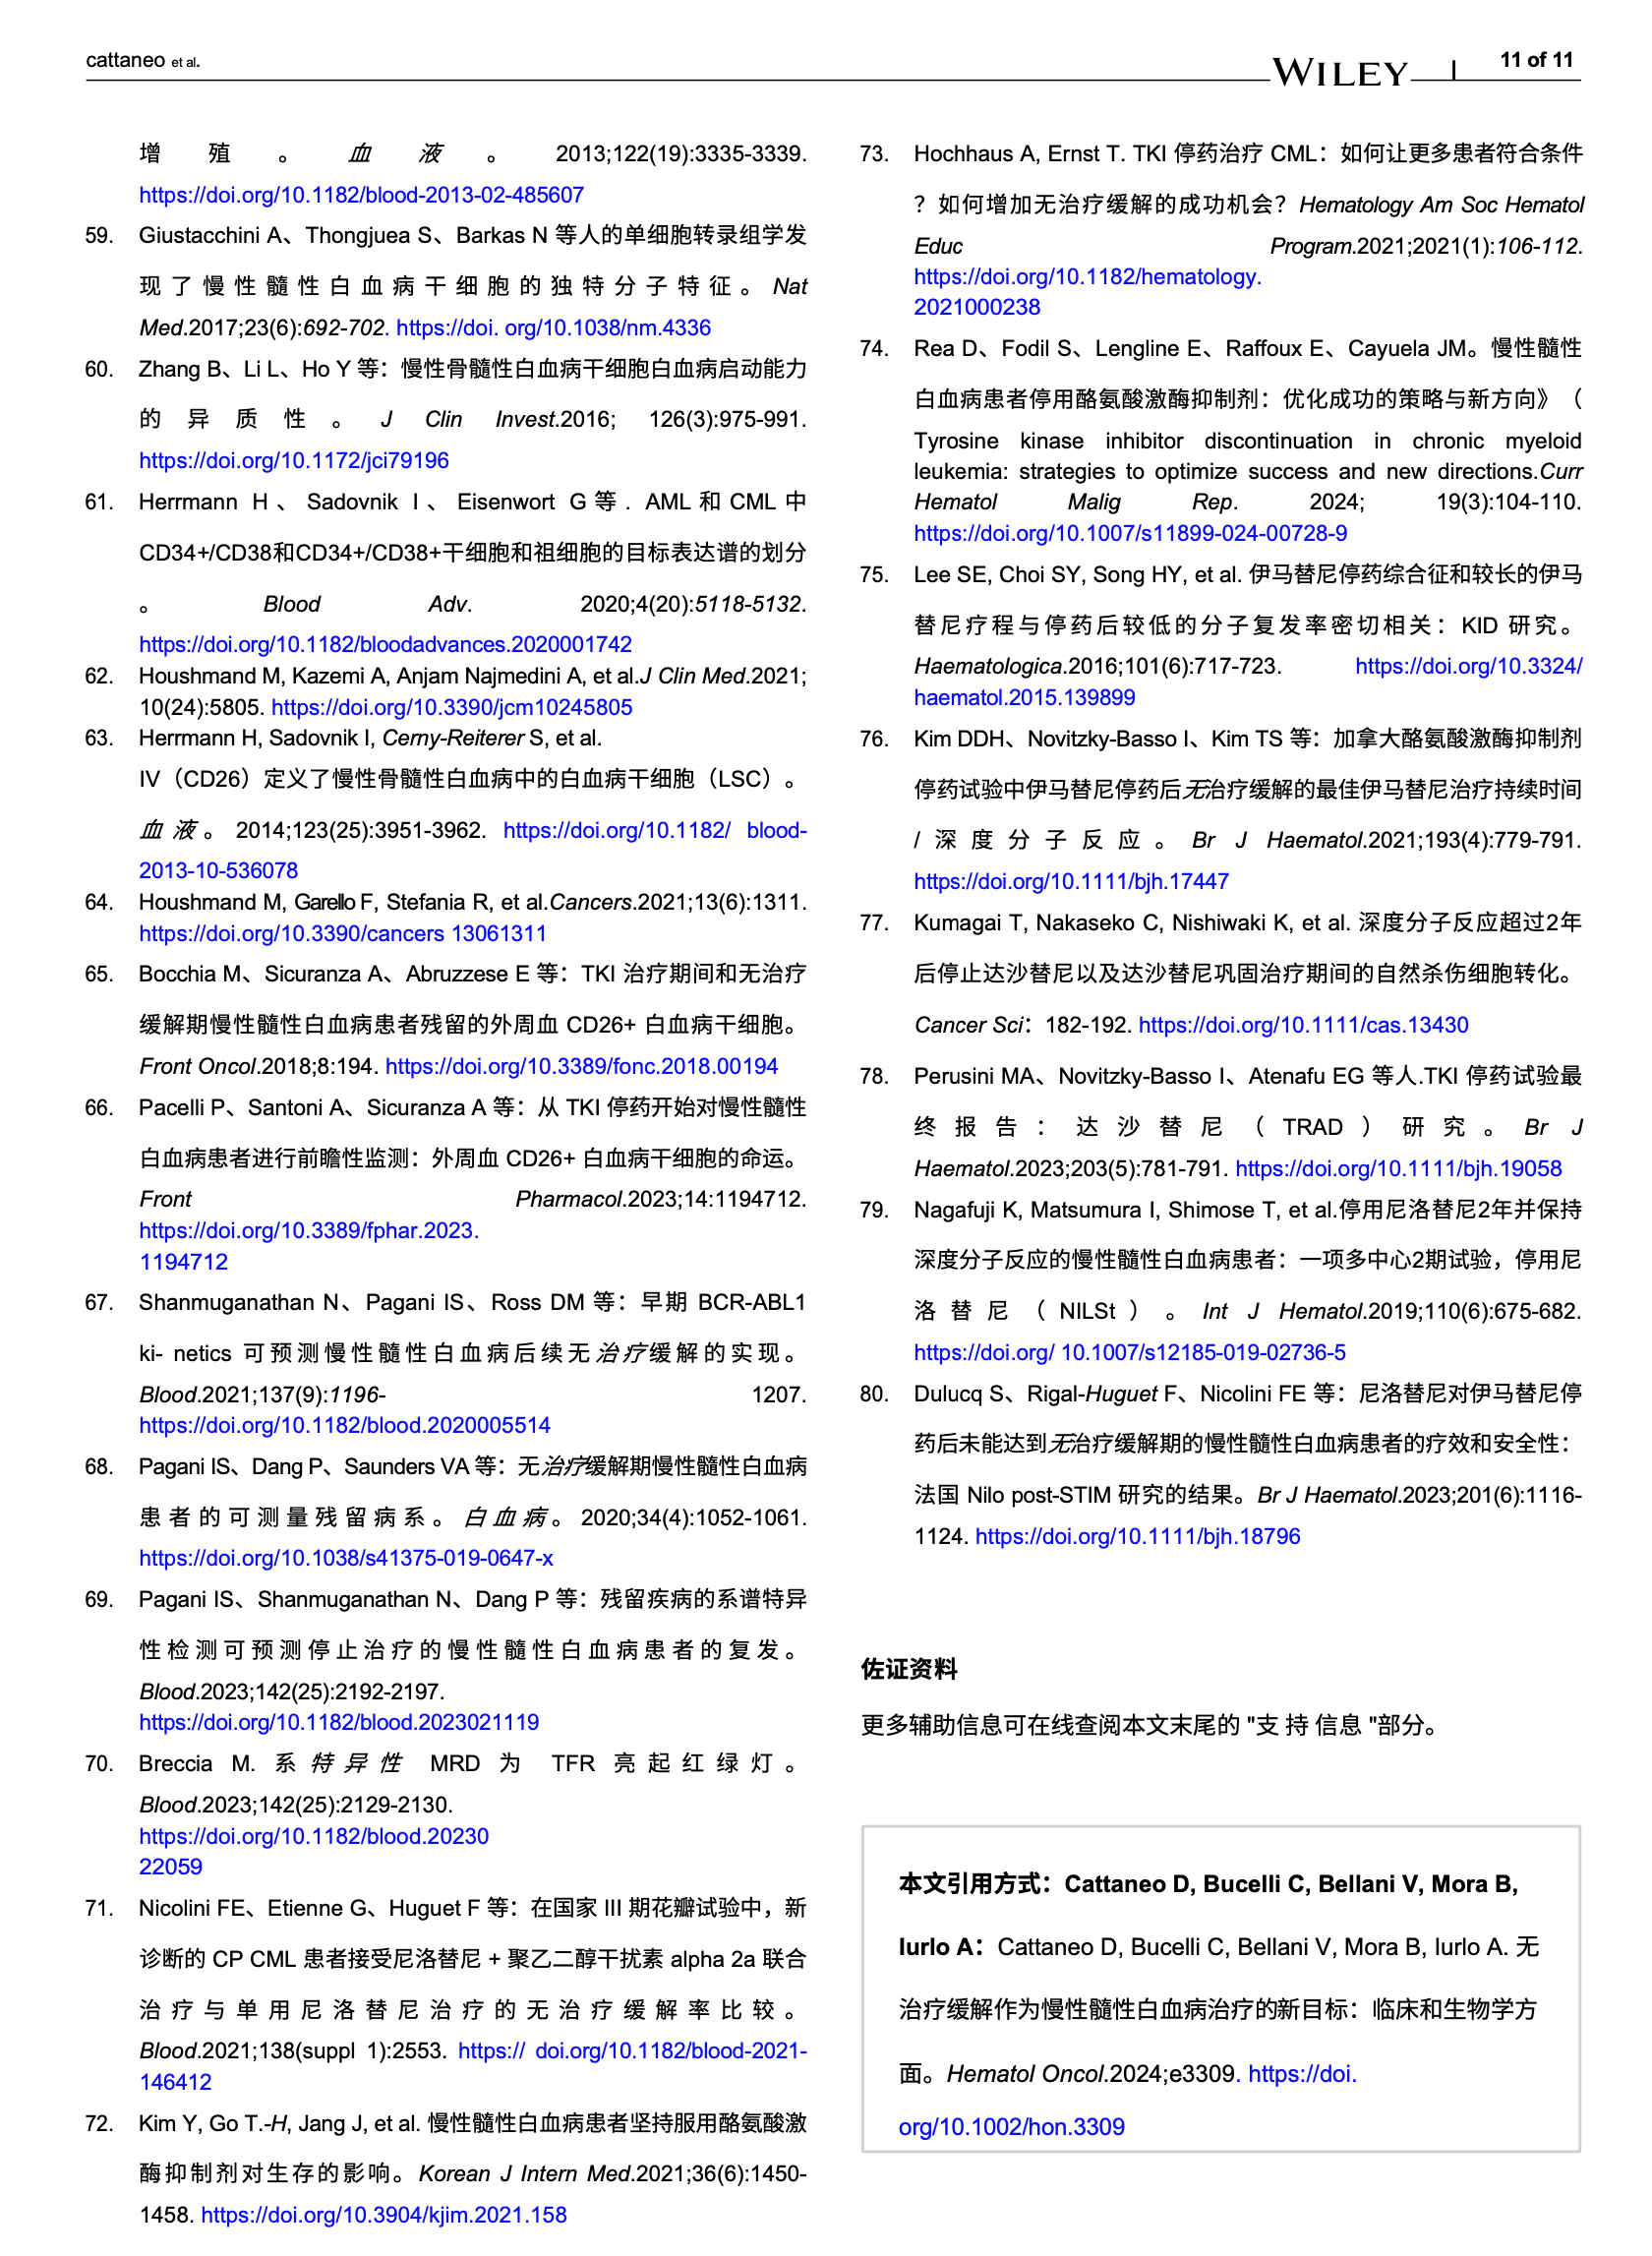 cattaneo et al.
WILEY
11 of 11
增 殖 。 血 液 。 2013;122(19):3335-3339.
https://doi.org/10.1182/blood-2013-02-485607
59. Giustacchini A、Thongjuea S、Barkas N 等人的单细胞转录组学发
现了慢性髓性白血病干细胞的独特分子特征。Nat
Med.2017;23(6):692-702. https://doi. org/10.1038/nm.4336
60. Zhang B、Li L、Ho Y 等：慢性骨髓性白血病干细胞白血病启动能力
的 异 质 性 。 J Clin Invest.2016; 126(3):975-991.
https://doi.org/10.1172/jci79196
61. Herrmann H 、 Sadovnik I 、 Eisenwort G 等 . AML 和 CML 中
CD34+/CD38和CD34+/CD38+干细胞和祖细胞的目标表达谱的划分
。 Blood Adv. 2020;4(20):5118-5132.
https://doi.org/10.1182/bloodadvances.2020001742
62. Houshmand M, Kazemi A, Anjam Najmedini A, et al.J Clin Med.2021;
10(24):5805. https://doi.org/10.3390/jcm10245805
63. Herrmann H, Sadovnik I, Cerny-Reiterer S, et al.
IV（CD26）定义了慢性骨髓性白血病中的白血病干细胞（LSC）。
血 液 。 2014;123(25):3951-3962. https://doi.org/10.1182/ blood-
2013-10-536078
64. Houshmand M, Garello F, Stefania R, et al.Cancers.2021;13(6):1311.
https://doi.org/10.3390/cancers 13061311
65. Bocchia M、Sicuranza A、Abruzzese E 等：TKI 治疗期间和无治疗
缓解期慢性髓性白血病患者残留的外周血 CD26+ 白血病干细胞。
Front Oncol.2018;8:194. https://doi.org/10.3389/fonc.2018.00194
66. Pacelli P、Santoni A、Sicuranza A 等：从 TKI 停药开始对慢性髓性
白血病患者进行前瞻性监测：外周血 CD26+ 白血病干细胞的命运。
Front Pharmacol.2023;14:1194712.
https://doi.org/10.3389/fphar.2023.
1194712
67. Shanmuganathan N、Pagani IS、Ross DM 等：早期 BCR-ABL1
ki- netics 可预测慢性髓性白血病后续无治疗缓解的实现。
Blood.2021;137(9):1196- 1207.
https://doi.org/10.1182/blood.2020005514
68. Pagani IS、Dang P、Saunders VA 等：无治疗缓解期慢性髓性白血病
患者的可测量残留病系。白血病。2020;34(4):1052-1061.
https://doi.org/10.1038/s41375-019-0647-x
69. Pagani IS、Shanmuganathan N、Dang P 等：残留疾病的系谱特异
性检测可预测停止治疗的慢性髓性白血病患者的复发。
Blood.2023;142(25):2192-2197.
https://doi.org/10.1182/blood.2023021119
70. Breccia M. 系 特 异 性 MRD 为 TFR 亮 起 红 绿 灯 。
Blood.2023;142(25):2129-2130.
https://doi.org/10.1182/blood.20230
22059
71. Nicolini FE、Etienne G、Huguet F 等：在国家 III 期花瓣试验中，新
诊断的 CP CML 患者接受尼洛替尼 + 聚乙二醇干扰素 alpha 2a 联合
治疗与单用尼洛替尼治疗的无治疗缓解率比较。
Blood.2021;138(suppl 1):2553. https:// doi.org/10.1182/blood-2021-
146412
72. Kim Y, Go T.-H, Jang J, et al. 慢性髓性白血病患者坚持服用酪氨酸激
酶抑制剂对生存的影响。Korean J Intern Med.2021;36(6):1450-
1458. https://doi.org/10.3904/kjim.2021.158
73. Hochhaus A, Ernst T. TKI 停药治疗 CML：如何让更多患者符合条件
？如何增加无治疗缓解的成功机会？Hematology Am Soc Hematol
Educ Program.2021;2021(1):106-112.
https://doi.org/10.1182/hematology.
2021000238
74. Rea D、Fodil S、Lengline E、Raffoux E、Cayuela JM。慢性髓性
白血病患者停用酪氨酸激酶抑制剂：优化成功的策略与新方向》（
Tyrosine kinase inhibitor discontinuation in chronic myeloid
leukemia: strategies to optimize success and new directions.Curr
Hematol Malig Rep. 2024; 19(3):104-110.
https://doi.org/10.1007/s11899-024-00728-9
75. Lee SE, Choi SY, Song HY, et al. 伊马替尼停药综合征和较长的伊马
替尼疗程与停药后较低的分子复发率密切相关：KID 研究。
Haematologica.2016;101(6):717-723. https://doi.org/10.3324/
haematol.2015.139899
76. Kim DDH、Novitzky-Basso I、Kim TS 等：加拿大酪氨酸激酶抑制剂
停药试验中伊马替尼停药后无治疗缓解的最佳伊马替尼治疗持续时间
/ 深 度 分 子 反 应 。 Br J Haematol.2021;193(4):779-791.
https://doi.org/10.1111/bjh.17447
77. Kumagai T, Nakaseko C, Nishiwaki K, et al. 深度分子反应超过2年
后停止达沙替尼以及达沙替尼巩固治疗期间的自然杀伤细胞转化。
Cancer Sci：182-192. https://doi.org/10.1111/cas.13430
78. Perusini MA、Novitzky-Basso I、Atenafu EG 等人.TKI 停药试验最
终 报 告 ： 达 沙 替 尼 （ TRAD ） 研 究 。 Br J
Haematol.2023;203(5):781-791. https://doi.org/10.1111/bjh.19058
79. Nagafuji K, Matsumura I, Shimose T, et al.停用尼洛替尼2年并保持
深度分子反应的慢性髓性白血病患者：一项多中心2期试验，停用尼
洛 替 尼 （ NILSt ） 。 Int J Hematol.2019;110(6):675-682.
https://doi.org/ 10.1007/s12185-019-02736-5
80. Dulucq S、Rigal-Huguet F、Nicolini FE 等：尼洛替尼对伊马替尼停
药后未能达到无治疗缓解期的慢性髓性白血病患者的疗效和安全性：
法国 Nilo post-STIM 研究的结果。Br J Haematol.2023;201(6):1116-
1124. https://doi.org/10.1111/bjh.18796
佐证资料
更多辅助信息可在线查阅本文末尾的 "支 持 信息 "部分。
本文引用方式：Cattaneo D, Bucelli C, Bellani V, Mora B,
Iurlo A：Cattaneo D, Bucelli C, Bellani V, Mora B, Iurlo A. 无
治疗缓解作为慢性髓性白血病治疗的新目标：临床和生物学方
面。Hematol Oncol.2024;e3309. https://doi.
org/10.1002/hon.3309